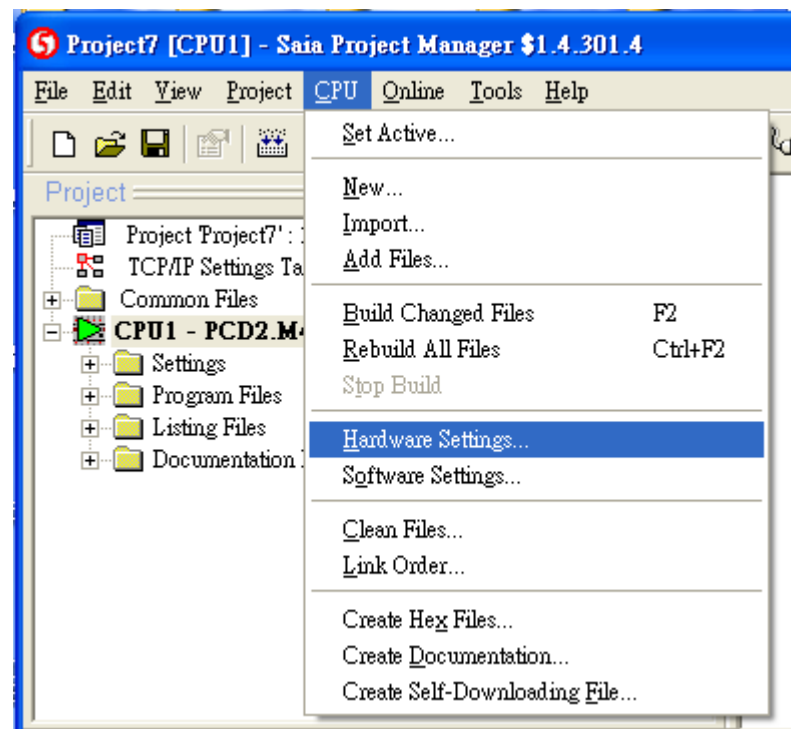 Project7 [CPU1] - Saia Project Manager $1.4.301.4
File Edit View Project CPU Online Tools Help
Project
Project 'Project7' :
TCP/IP Settings
Common Files
CPU1 - PCD2.M
Settings
Program Files
Listing Files
Documentation
Set Active...
New...
Import...
Add Files...
Build Changed Files F2
Rebuild All Files Ctrl+F2
Stop Build
Hardware Settings...
Software Settings...
Clean Files...
Link Order...
Create Hex Files...
Create Documentation...
Create Self-Downloading File...